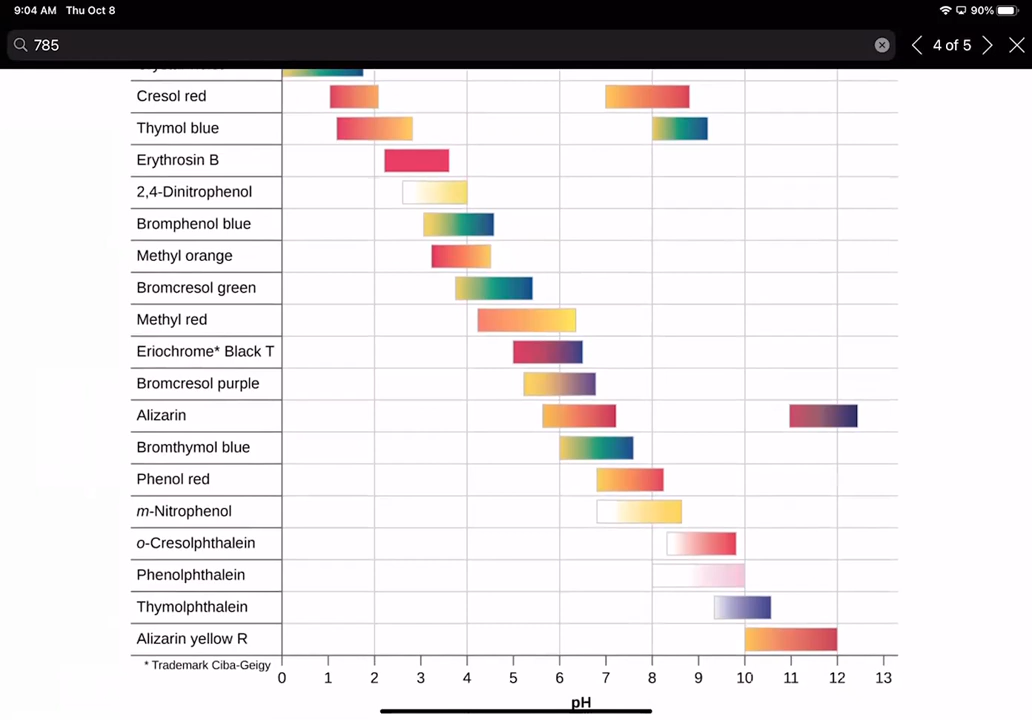 9:04 AM Thu Oct 8 90%
785 4 of 5
Cresol red
Thymol blue
Erythrosin B
2,4-Dinitrophenol
Bromphenol blue
Methyl orange
Bromcresol green
Methyl red
Eriochrome* Black T
Bromcresol purple
Alizarin
Bromthymol blue
Phenol red
m-Nitrophenol
o-Cresolphthalein
Phenolphthalein
Thymolphthalein
Alizarin yellow R
* Trademark Ciba-Geigy
0 1 2 3 4 5 6 7 8 9 10 11 12 13
pH